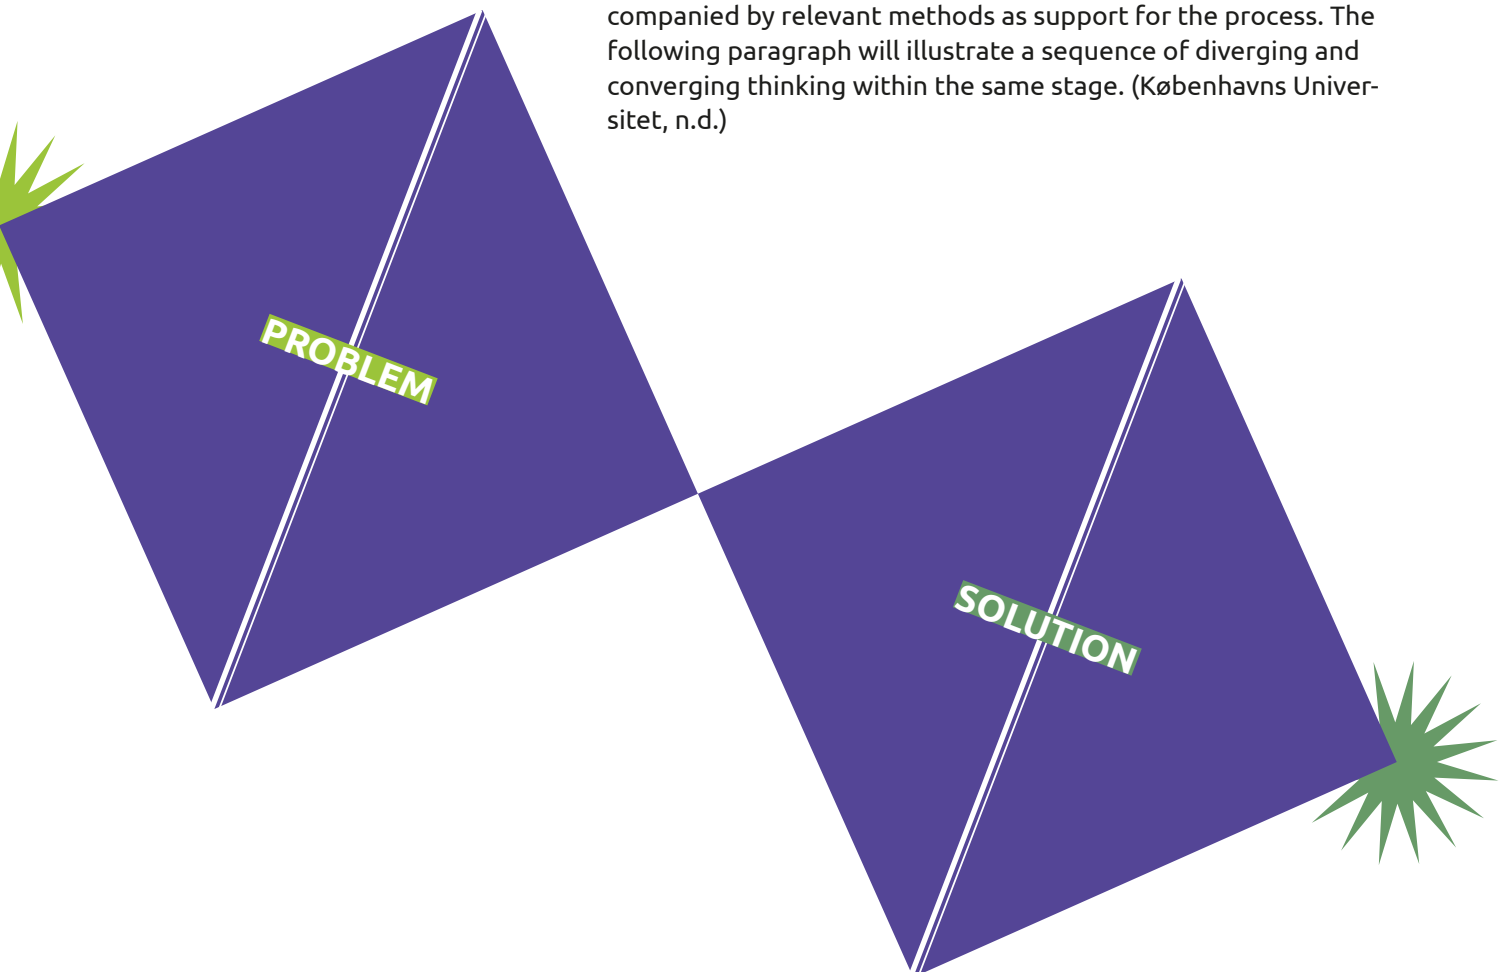 companied by relevant methods as support for the process. The
following paragraph will illustrate a sequence of diverging and
converging thinking within the same stage. (Københavns Univer-
sitet, n.d.)
PROBLEM
SOLUTION